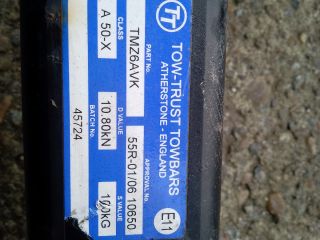 TT
TOW-TRUST TOWBARS
ATHERSTONE - ENGLAND
E11
PART No.
TMZ6AVK
APPROVAL No.
55R-01/06 10650
CLASS
A 50-X
D VALUE
10.80kN
S VALUE
100KG
BATCH No.
45724